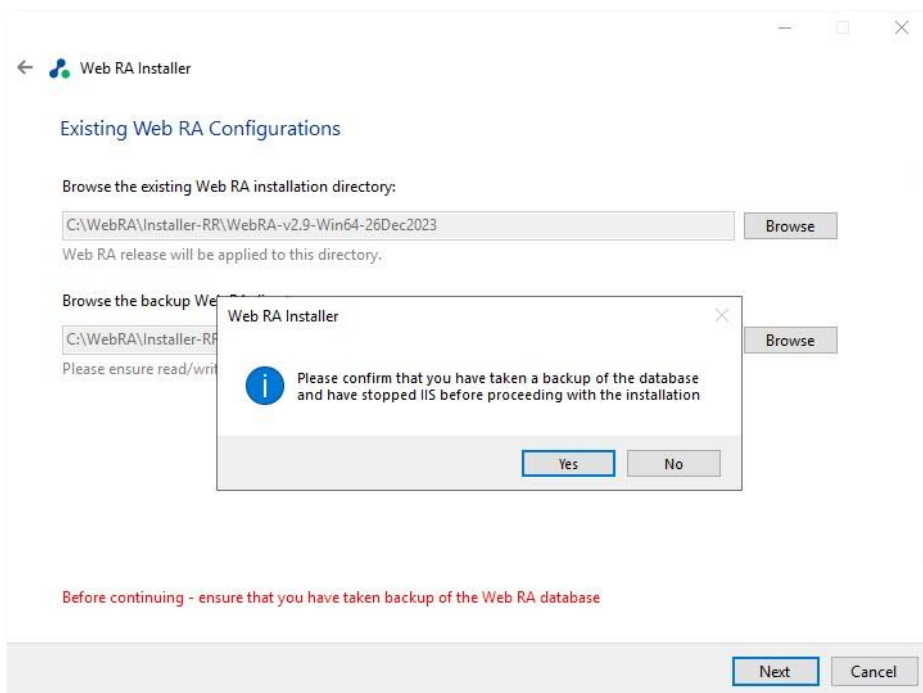 Web RA Installer
Existing Web RA Configurations
Browse the existing Web RA installation directory:
C:\WebRA\Installer-RR\WebRA-v2.9-Win64-26Dec2023
Browse
Web RA release will be applied to this directory.
Browse the backup We
C:\WebRA\Installer-RR
Browse
Please ensure read/writ
Web RA Installer
Please confirm that you have taken a backup of the database
and have stopped IIS before proceeding with the installation
Yes
No
Before continuing - ensure that you have taken backup of the Web RA database
Next
Cancel